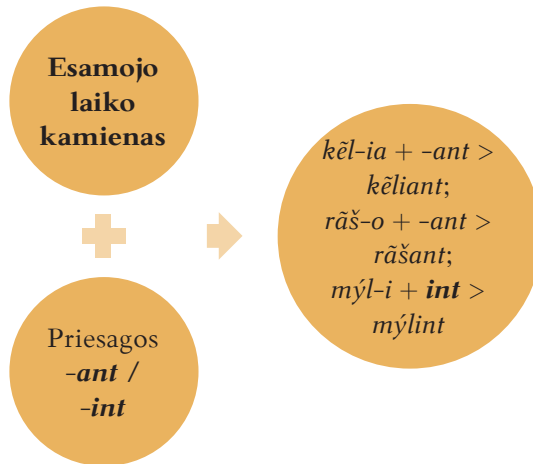 Esamojo
laiko
kamienas
Priesagos
-ant /
-int
kẽl-ia + -ant >
kẽliant;
rãš-o + -ant >
rãšant;
mýl-i + int >
mýlint